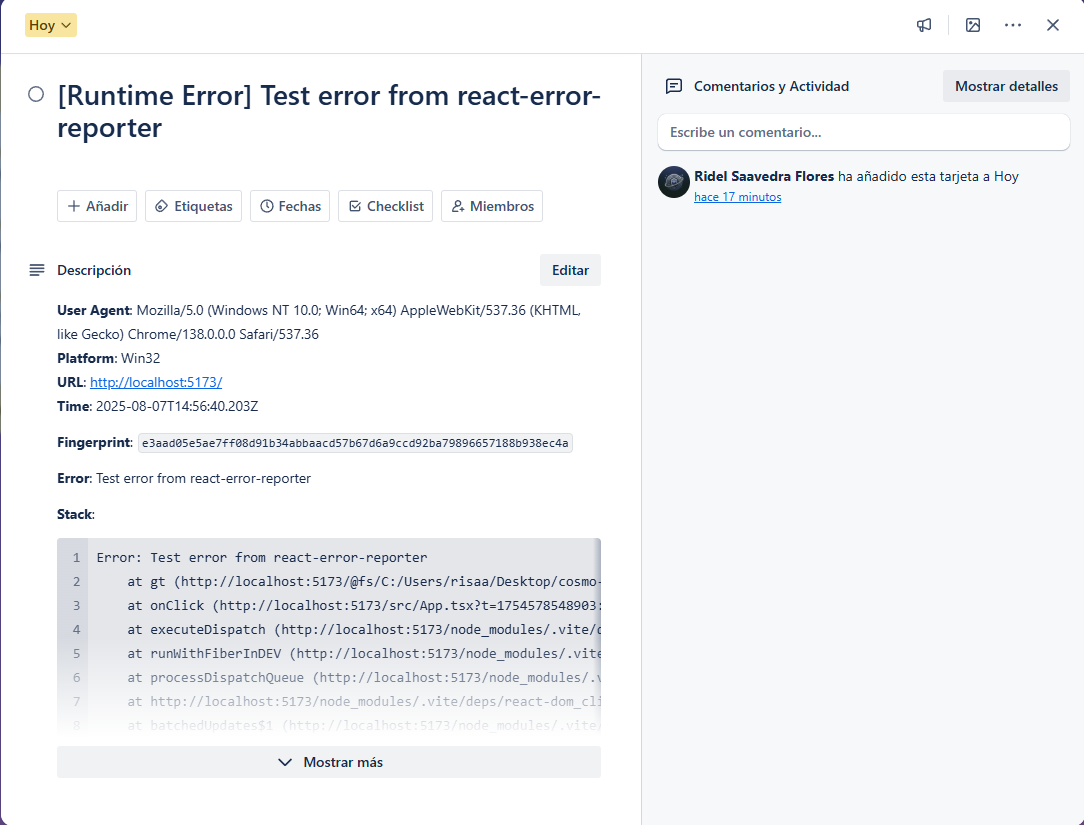 Hoy
[Runtime Error] Test error from react-error-
reporter
Añadir
Etiquetas
Fechas
Checklist
Miembros
Descripción
Editar
User Agent: Mozilla/5.0 (Windows NT 10.0; Win64; x64) AppleWebKit/537.36 (KHTML,
like Gecko) Chrome/138.0.0.0 Safari/537.36
Platform: Win32
URL: http://localhost:5173/
Time: 2025-08-07T14:56:40.203Z
Fingerprint: e3aad05e5ae7ff08d91b34abbaacd57b67d6a9ccd92ba79896657188b938ec4a
Error: Test error from react-error-reporter
Stack:
1 Error: Test error from react-error-reporter
2 at gt (http://localhost:5173/@fs/C:/Users/risaa/Desktop/cosmo-
3 at onClick (http://localhost:5173/src/App.tsx?t=1754578548903:
4 at executeDispatch (http://localhost:5173/node_modules/.vite/d
5 at runWithFiberInDEV (http://localhost:5173/node_modules/.vite
6 at processDispatchQueue (http://localhost:5173/node_modules/.v
7 at http://localhost:5173/node_modules/.vite/deps/react-dom_cli
8 at batchedUpdates$1 (http://localhost:5173/node_modules/.vite/
Mostrar más
Comentarios y Actividad
Mostrar detalles
Escribe un comentario...
Ridel Saavedra Flores ha añadido esta tarjeta a Hoy
hace 17 minutos